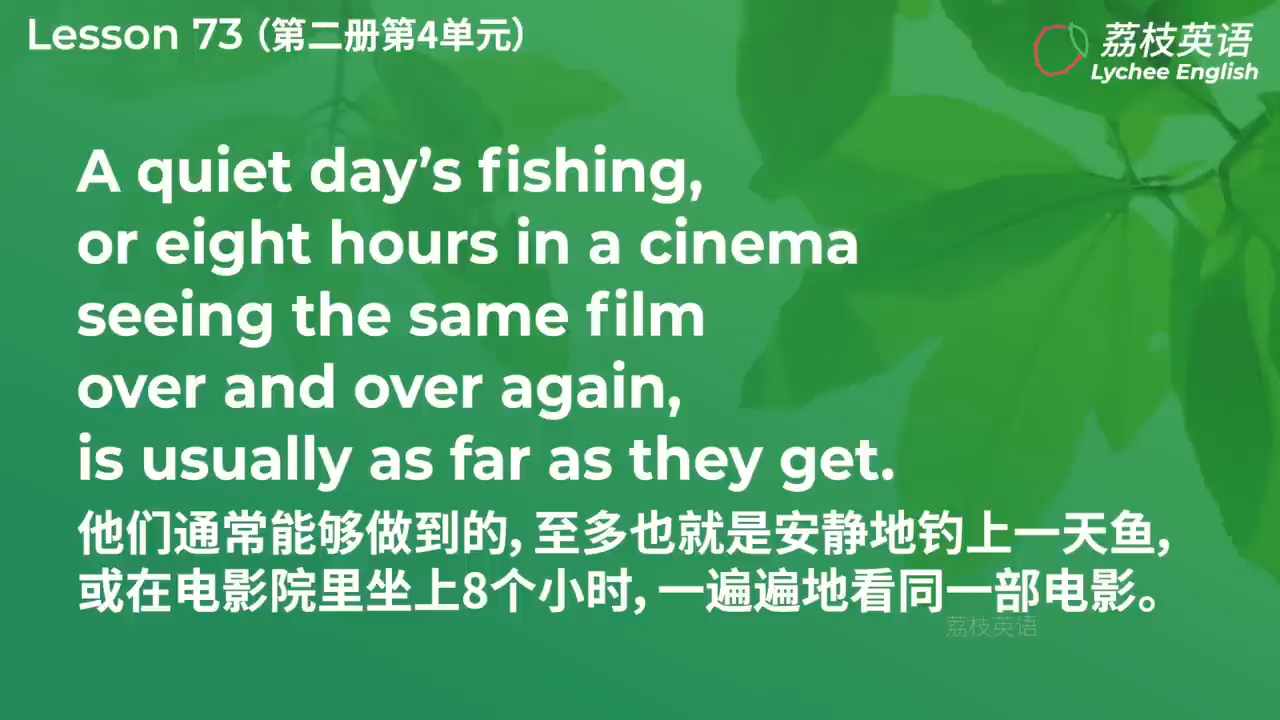 Lesson 73（第二册第4单元）
荔枝英语
Lychee English
A quiet day’s fishing,
or eight hours in a cinema
seeing the same film
over and over again,
is usually as far as they get.
他们通常能够做到的, 至多也就是安静地钓上一天鱼,
或在电影院里坐上8个小时, 一遍遍地看同一部电影。
荔枝英语